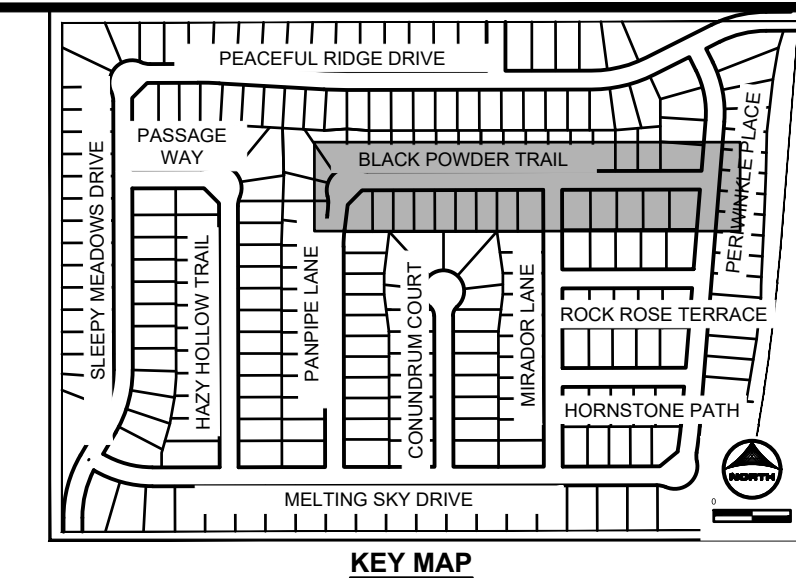 PEACEFUL RIDGE DRIVE
PASSAGE
WAY
BLACK POWDER TRAIL
SLEEPY MEADOWS DRIVE
HAZY HOLLOW TRAIL
PANPIPE LANE
CONUNDRUM COURT
MIRADOR LANE
PERIWINKLE PLACE
ROCK ROSE TERRACE
HORNSTONE PATH
MELTING SKY DRIVE
NORTH
0
KEY MAP